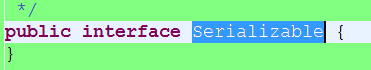 */
public interface Serializable {
}